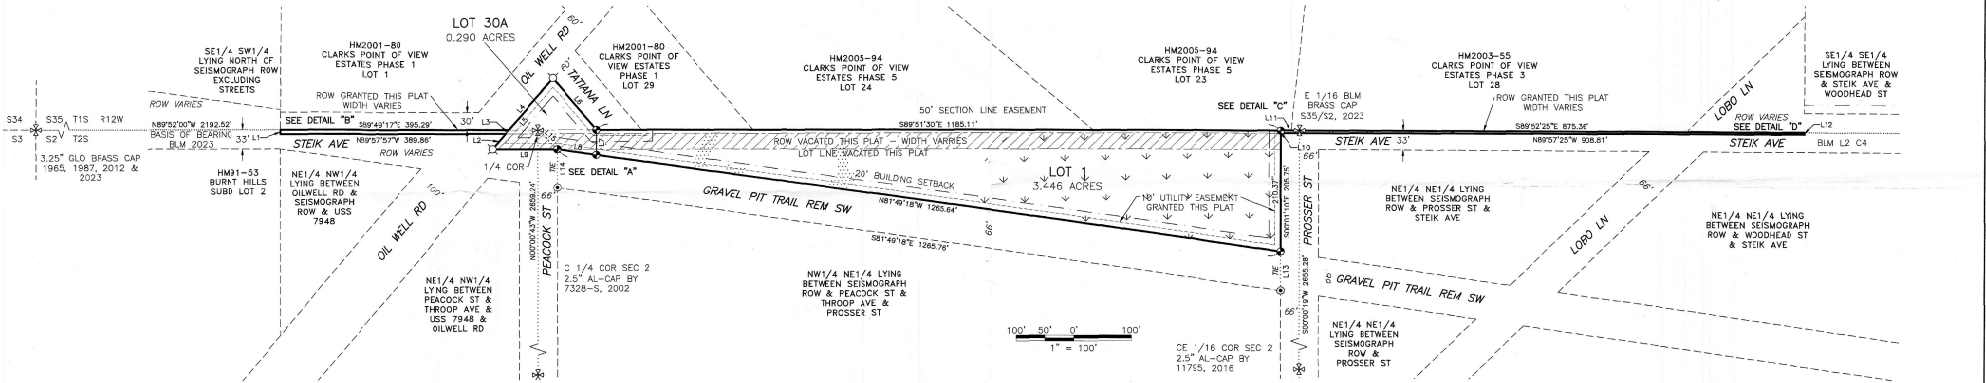 LOT 30A
0.290 ACRES
60'
OIL WELL RD
TATIANA LN
SE1/4 SW1/4
LYING NORTH OF
SEISMOGRAPH ROW
EXCLUDING
STREETS
HM2001-80
CLARKS POINT OF VIEW
ESTATES PHASE 1
LOT 1
HM2001-80
CLARKS POINT OF
VIEW ESTATES
PHASE 1
LOT 29
HM2005-94
CLARKS POINT OF VIEW
ESTATES PHASE 5
LOT 24
HM2005-94
CLARKS POINT OF VIEW
ESTATES PHASE 5
LOT 23
HM2003-55
CLARKS POINT OF VIEW
ESTATES PHASE 3
LOT 18
SE1/4 SE1/4
LYING BETWEEN
SEISMOGRAPH ROW
& STEIK AVE &
WOODHEAD ST
LOBO LN
ROW VARIES
ROW GRANTED THIS PLAT
WIDTH VARIES
30'
50' SECTION LINE EASEMENT
SEE DETAIL "C"
E 1/16 BLM
BRASS CAP
S35/S2, 2023
ROW GRANTED THIS PLAT
WIDTH VARIES
ROW VARIES
SEE DETAIL "D"
L12
S34
S35 T1S R12W
S3
S2 T2S
N89°52'00"W 2192.52'
BASIS OF BEARING
BLM 2023
33'
L1
SEE DETAIL "B"
S89°49'17"E 395.29'
L3
L4
L6
L2
STEIK AVE
N89°57'57"W 389.86'
ROW VARIES
L9
L8
L14
1/4 COR
TIE
SEE DETAIL "A"
S89°51'30"E 1185.11'
ROW VACATED THIS PLAT - WIDTH VARIES
LOT LINE VACATED THIS PLAT
L11
L10
66'
STEIK AVE
33'
S89°52'25"E 875.36'
N89°57'25"W 908.81'
STEIK AVE
BLM L2 C4
3.25" GLO BRASS CAP
1965, 1987, 2012 &
2023
HM91-53
BURNT HILLS
SUBD LOT 2
NE1/4 NW1/4
LYING BETWEEN
OILWELL RD &
SEISMOGRAPH
ROW & USS
7948
100'
OIL WELL RD
N00°00'43"W 2659.24'
PEACOCK ST
66'
20' BUILDING SETBACK
LOT 1
3.446 ACRES
GRAVEL PIT TRAIL REM SW
N81°49'18"W 1265.64'
10' UTILITY EASEMENT
GRANTED THIS PLAT
66'
S81°49'18"E 1265.76'
210.37'
S00°01'10"E 205.75'
PROSSER ST
NE1/4 NE1/4 LYING
BETWEEN SEISMOGRAPH
ROW & PROSSER ST &
STEIK AVE
66'
LOBO LN
NE1/4 NE1/4 LYING
BETWEEN SEISMOGRAPH
ROW & WOODHEAD ST
& STEIK AVE
NE1/4 NW1/4
LYING BETWEEN
PEACOCK ST &
THROOP AVE &
USS 7948 &
OILWELL RD
C 1/4 COR SEC 2
2.5" AL-CAP BY
7328-S, 2002
NW1/4 NE1/4 LYING
BETWEEN SEISMOGRAPH
ROW & PEACOCK ST &
THROOP AVE &
PROSSER ST
TIE
L13
66'
S00°00'19"W 2655.28'
66'
GRAVEL PIT TRAIL REM SW
100' 50' 0' 100'
1" = 100'
CE 1/16 COR SEC 2
2.5" AL-CAP BY
11795, 2016
NE1/4 NE1/4
LYING BETWEEN
SEISMOGRAPH
ROW &
PROSSER ST